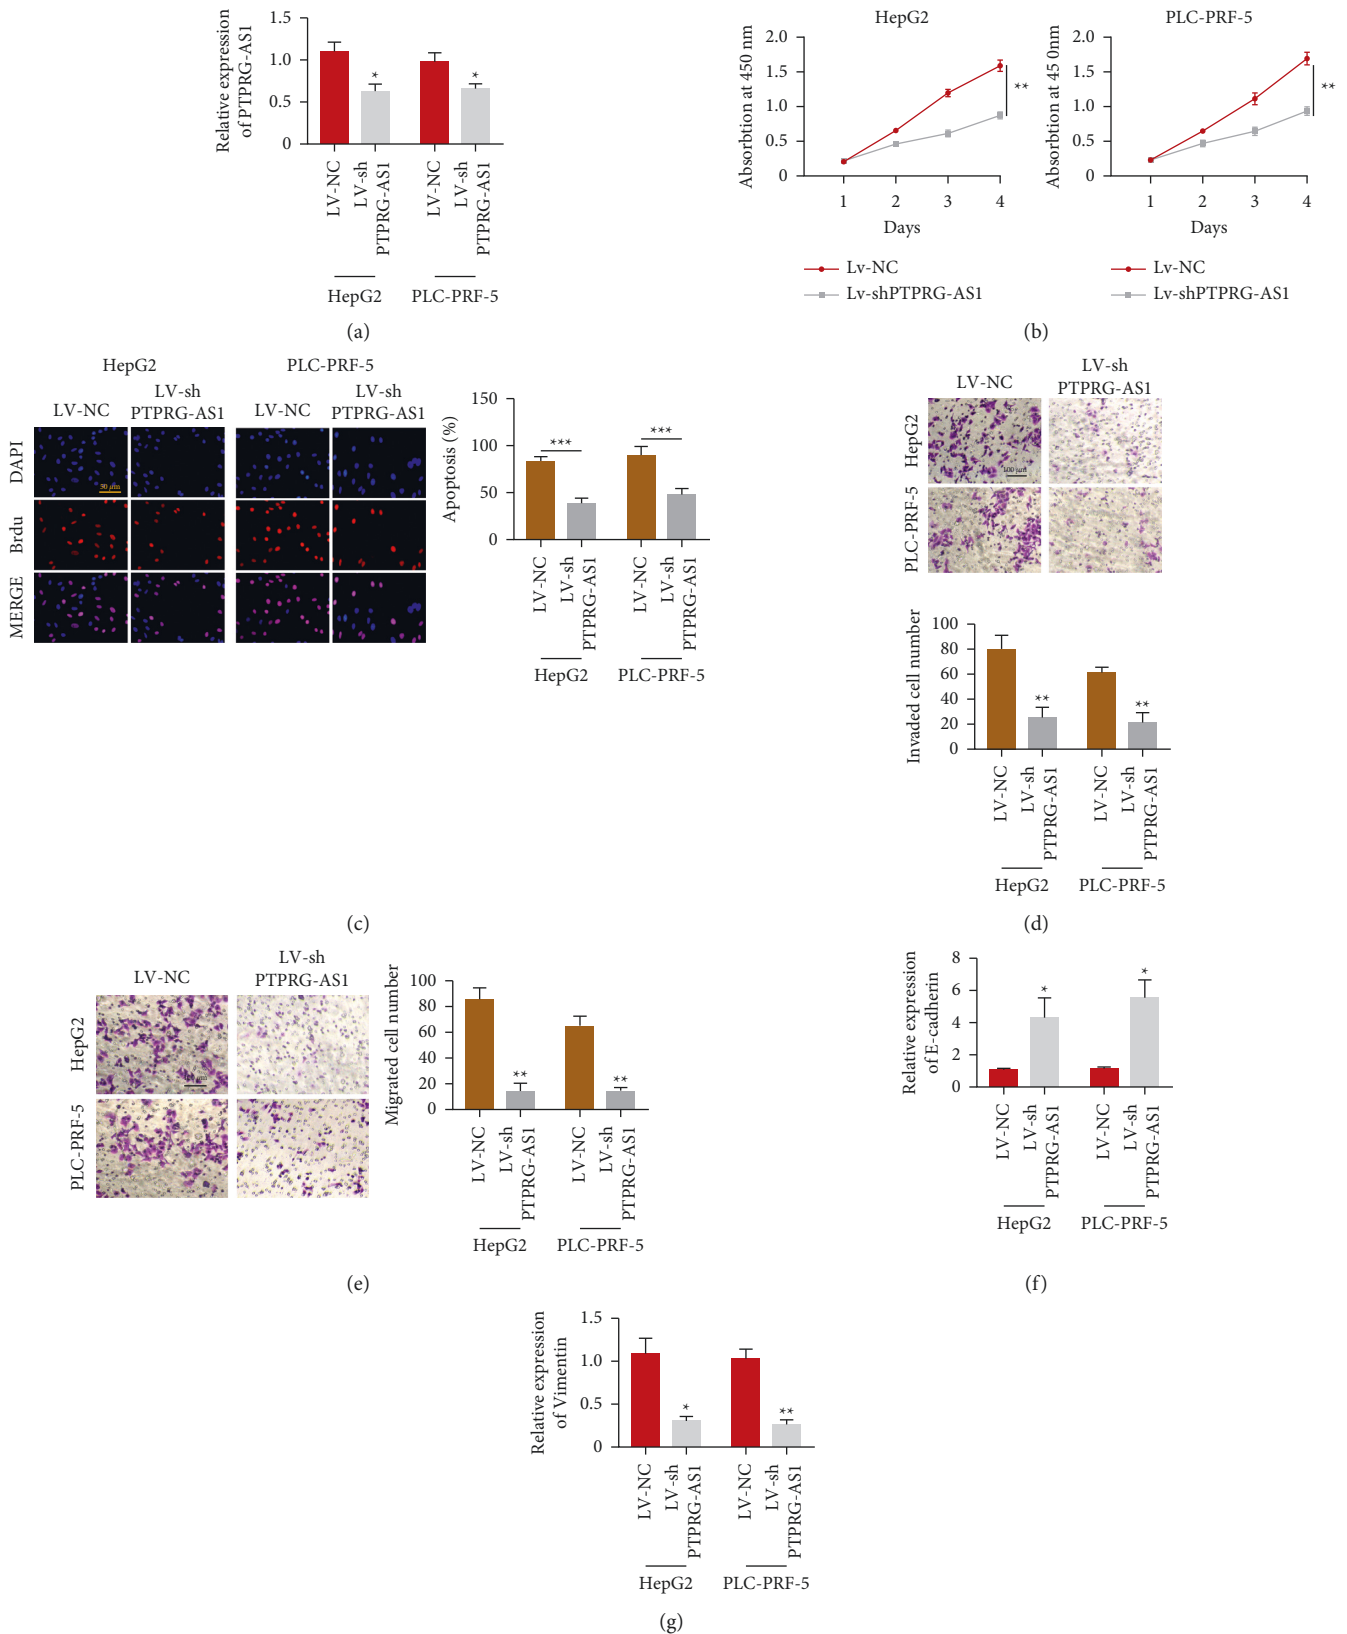 Relative expression
of PTPRG-AS1
1.5
1.0
0.5
0
*
*
LV-NC
LV-sh
PTPRG-AS1
LV-NC
LV-sh
PTPRG-AS1
HepG2
PLC-PRF-5
(a)
HepG2
Absorbtion at 450 nm
2.0
1.5
1.0
0.5
0
**
1 2 3 4
Days
Lv-NC
Lv-shPTPRG-AS1
PLC-PRF-5
Absorbtion at 45 0nm
2.0
1.5
1.0
0.5
0
**
1 2 3 4
Days
Lv-NC
Lv-shPTPRG-AS1
(b)
HepG2
PLC-PRF-5
LV-NC
LV-sh
PTPRG-AS1
LV-NC
LV-sh
PTPRG-AS1
DAPI
30 μm
Brdu
MERGE
Apoptosis (%)
150
100
50
0
***
***
LV-NC
LV-sh
PTPRG-AS1
LV-NC
LV-sh
PTPRG-AS1
HepG2
PLC-PRF-5
(c)
LV-NC
LV-sh
PTPRG-AS1
HepG2
100 μm
PLC-PRF-5
Invaded cell number
100
80
60
40
20
0
**
**
LV-NC
LV-sh
PTPRG-AS1
LV-NC
LV-sh
PTPRG-AS1
HepG2
PLC-PRF-5
(d)
LV-NC
LV-sh
PTPRG-AS1
HepG2
PLC-PRF-5
Migrated cell number
100
80
60
40
20
0
**
**
LV-NC
LV-sh
PTPRG-AS1
LV-NC
LV-sh
PTPRG-AS1
HepG2
PLC-PRF-5
(e)
Relative expression
of E-cadherin
8
6
4
2
0
*
*
LV-NC
LV-sh
PTPRG-AS1
LV-NC
LV-sh
PTPRG-AS1
HepG2
PLC-PRF-5
(f)
Relative expression
of Vimentin
1.5
1.0
0.5
0
*
**
LV-NC
LV-sh
PTPRG-AS1
LV-NC
LV-sh
PTPRG-AS1
HepG2
PLC-PRF-5
(g)